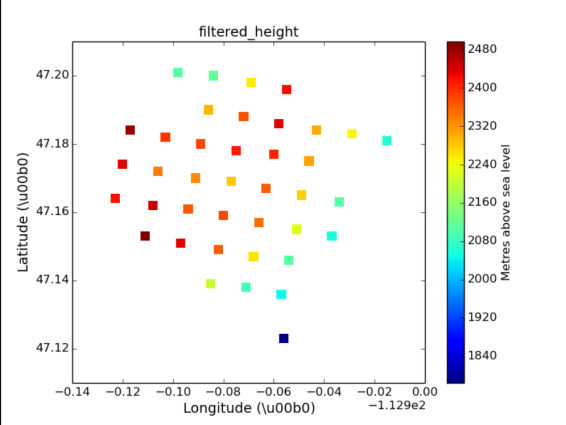 filtered_height
47.20
47.18
47.16
47.14
47.12
Latitude (\u00b0)
−0.14 −0.12 −0.10 −0.08 −0.06 −0.04 −0.02 0.00
−1.129e2
Longitude (\u00b0)
2480
2400
2320
2240
2160
2080
2000
1920
1840
Metres above sea level